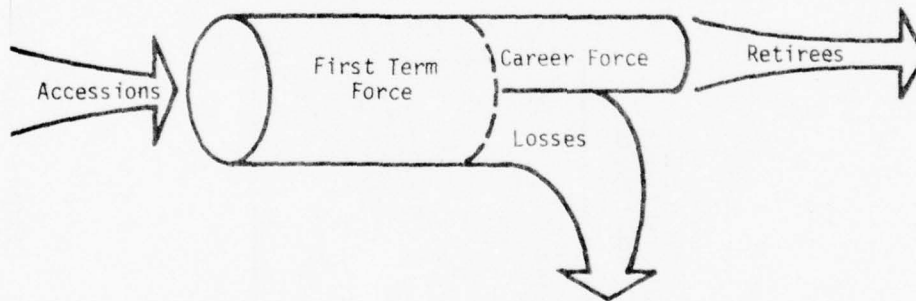 Accessions
First Term
Force
Career Force
Losses
Retirees